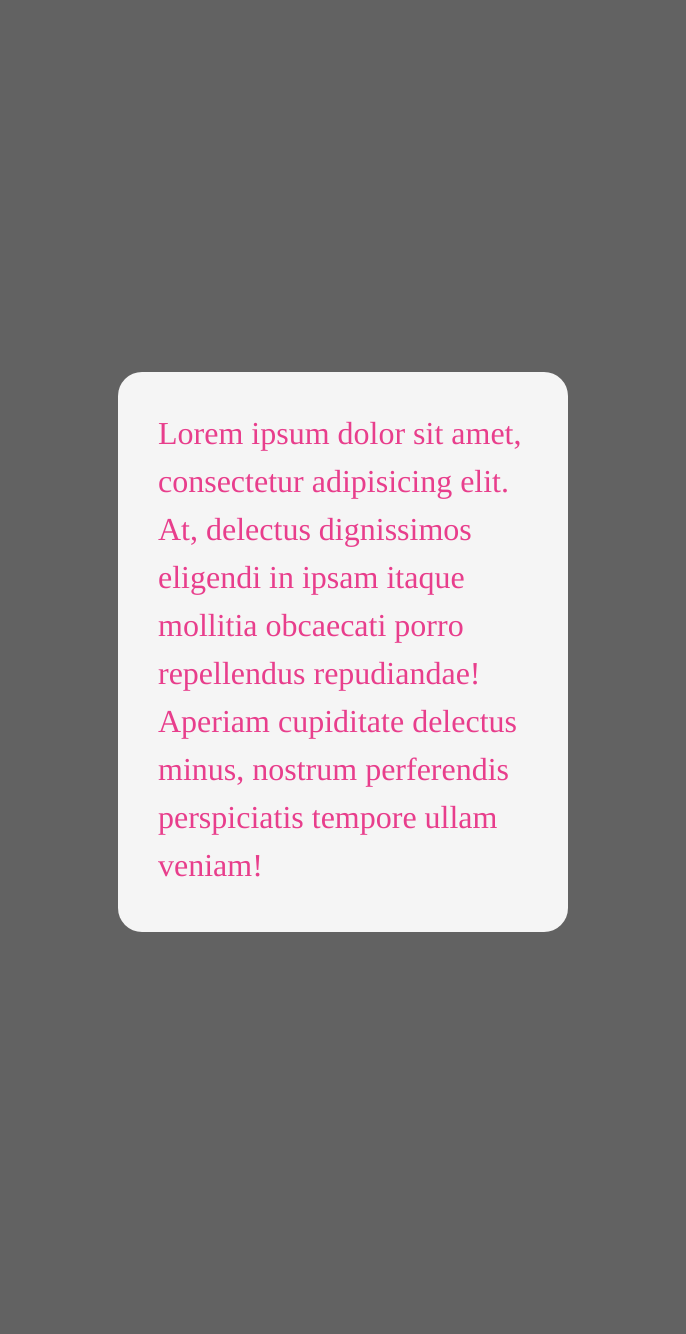 Lorem ipsum dolor sit amet,
consectetur adipisicing elit.
At, delectus dignissimos
eligendi in ipsam itaque
mollitia obcaecati porro
repellendus repudiandae!
Aperiam cupiditate delectus
minus, nostrum perferendis
perspiciatis tempore ullam
veniam!